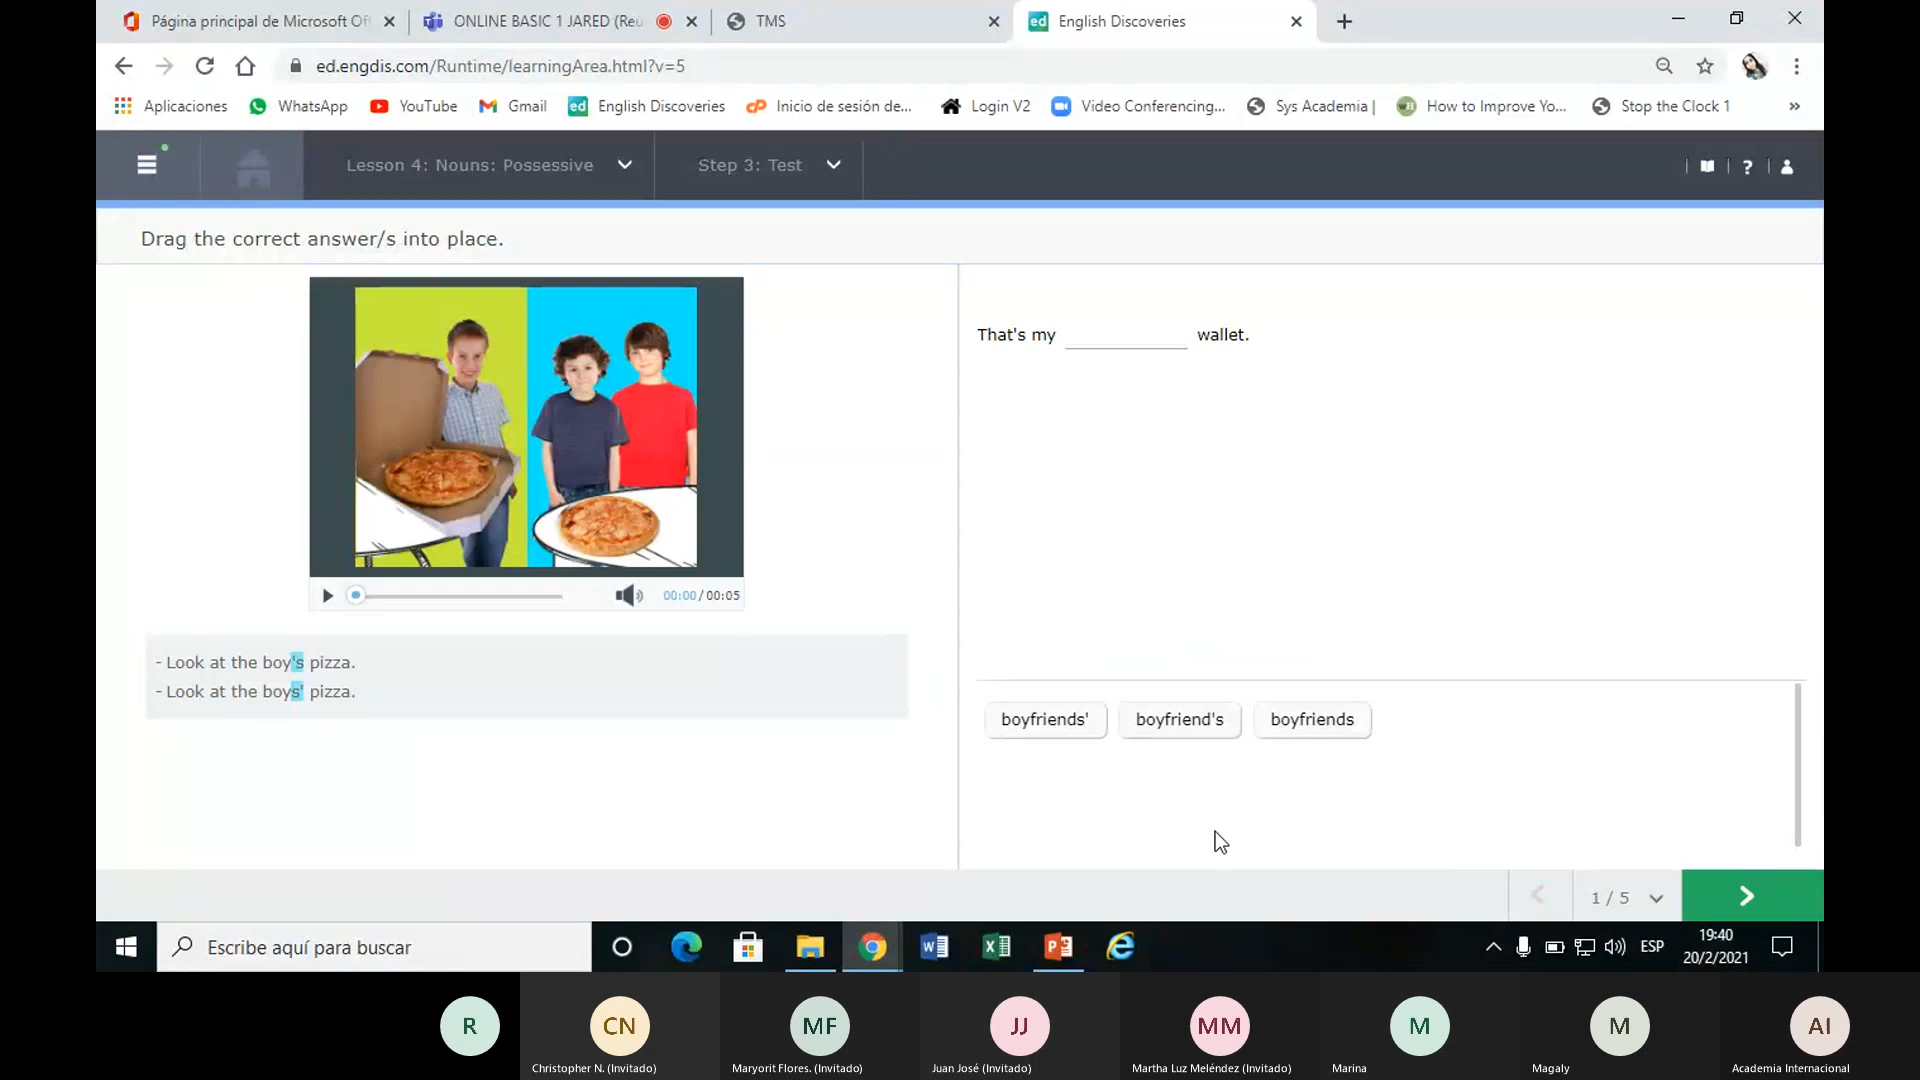 Página principal de Microsoft Of
ONLINE BASIC 1 JARED (Reu
TMS
English Discoveries
ed.engdis.com/Runtime/learningArea.html?v=5
Aplicaciones
WhatsApp
YouTube
Gmail
English Discoveries
Inicio de sesión de...
Login V2
Video Conferencing...
Sys Academia |
How to Improve Yo...
Stop the Clock 1
»
Lesson 4: Nouns: Possessive
Step 3: Test
?
Drag the correct answer/s into place.
That's my ____________ wallet.
00:00 / 00:05
- Look at the boy's pizza.
- Look at the boys' pizza.
boyfriends'
boyfriend's
boyfriends
1 / 5
Escribe aquí para buscar
ESP
19:40
20/2/2021
R
CN
MF
JJ
MM
M
M
AI
Christopher N. (Invitado)
Maryorit Flores. (Invitado)
Juan José (Invitado)
Martha Luz Meléndez (Invitado)
Marina
Magaly
Academia Internacional